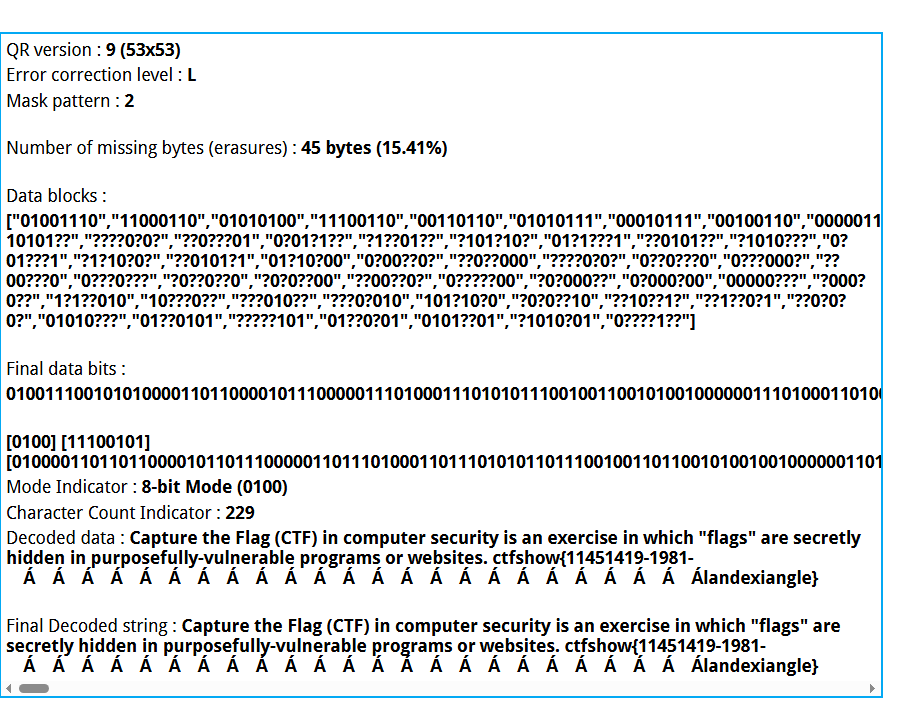 QR version : 9 (53x53)
Error correction level : L
Mask pattern : 2
Number of missing bytes (erasures) : 45 bytes (15.41%)
Data blocks :
["01001110","11000110","01010100","11100110","00110110","01010111","00010111","00100110","0000011
10101??","????0?0?","??0???01","0?01?1??","?1??01??","?101?10?","01?1???1","??0101??","?1010???","0?
01???1","?1?10?0?","??0101?1","01?10?00","0?00??0?","??0??000","????0?0?","0??0???0","0???000?","??
00???0","0???0???","?0??0??0","?0?0??00","??00??0?","0?????00","?0?000??","0?000?00","00000???","?000?
0??","1?1??010","10???0??","???010??","???0?010","101?10?0","?0?0??10","??10??1?","??1??0?1","??0?0?
0?","01010???","01??0101","?????101","01??0?01","0101??01","?1010?01","0????1??"]
Final data bits :
010011100101010000110110000101110000011101000111010101110010011001010010000001110100011010
[0100] [11100101]
[0100001101101100001011011100000110111010001101110101011011100100110110010100100100000001101
Mode Indicator : 8-bit Mode (0100)
Character Count Indicator : 229
Decoded data : Capture the Flag (CTF) in computer security is an exercise in which "flags" are secretly
hidden in purposefully-vulnerable programs or websites. ctfshow{11451419-1981-
Á Á Á Á Á Á Á Á Á Á Á Á Á Á Á Á Á Á Á Á Á Á Á Álandexiangle}
Final Decoded string : Capture the Flag (CTF) in computer security is an exercise in which "flags" are
secretly hidden in purposefully-vulnerable programs or websites. ctfshow{11451419-1981-
Á Á Á Á Á Á Á Á Á Á Á Á Á Á Á Á Á Á Á Á Á Á Á Álandexiangle}